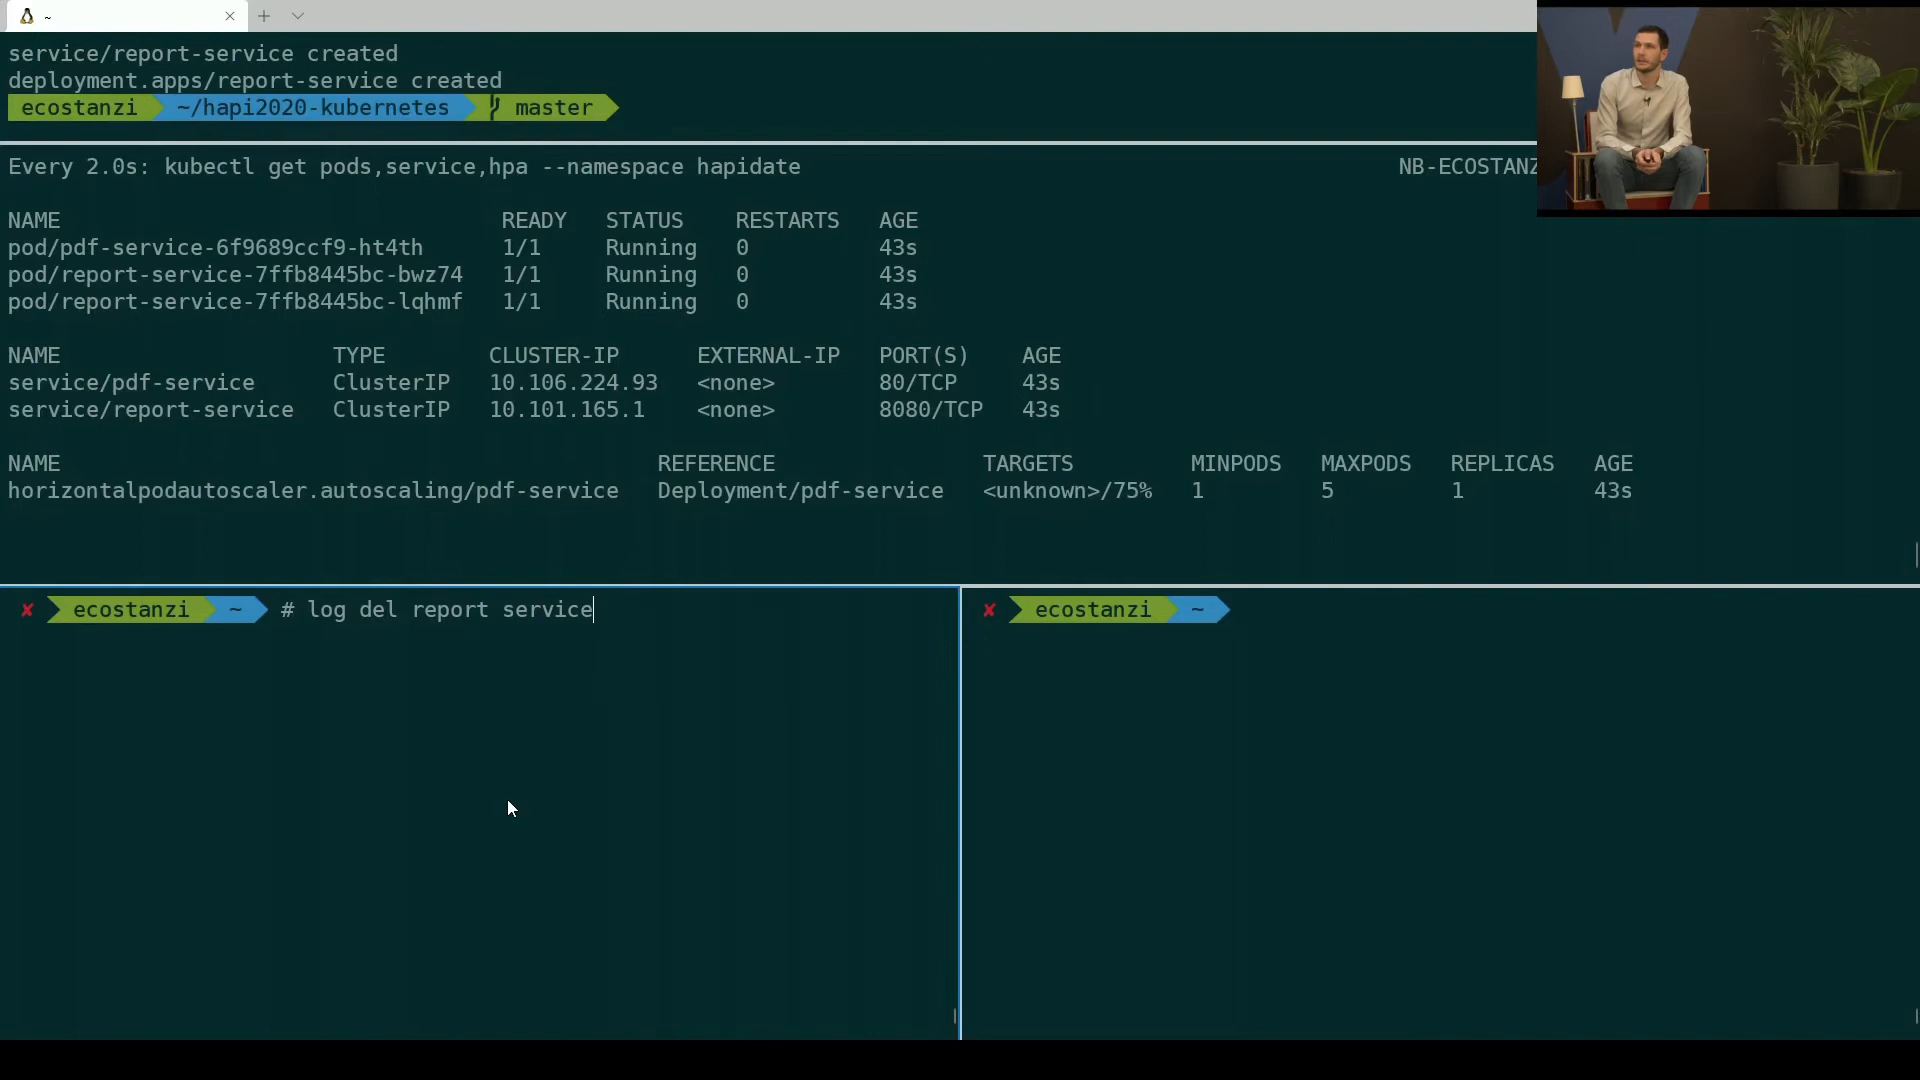 ~
service/report-service created
deployment.apps/report-service created
ecostanzi ~/hapi2020-kubernetes master
Every 2.0s: kubectl get pods,service,hpa --namespace hapidate NB-ECOSTANZ
NAME READY STATUS RESTARTS AGE
pod/pdf-service-6f9689ccf9-ht4th 1/1 Running 0 43s
pod/report-service-7ffb8445bc-bwz74 1/1 Running 0 43s
pod/report-service-7ffb8445bc-lqhmf 1/1 Running 0 43s
NAME TYPE CLUSTER-IP EXTERNAL-IP PORT(S) AGE
service/pdf-service ClusterIP 10.106.224.93 <none> 80/TCP 43s
service/report-service ClusterIP 10.101.165.1 <none> 8080/TCP 43s
NAME REFERENCE TARGETS MINPODS MAXPODS REPLICAS AGE
horizontalpodautoscaler.autoscaling/pdf-service Deployment/pdf-service <unknown>/75% 1 5 1 43s
✘ ecostanzi ~ # log del report service
✘ ecostanzi ~